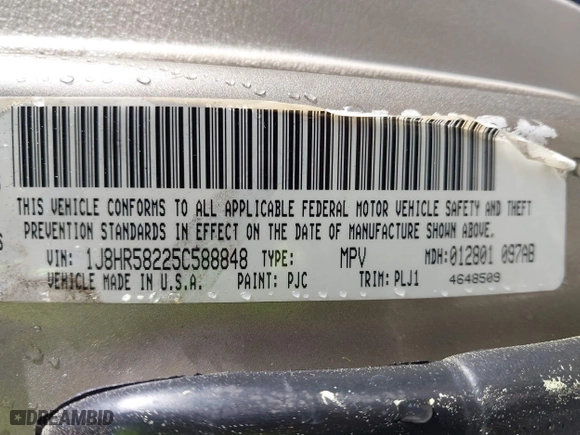 THIS VEHICLE CONFORMS TO ALL APPLICABLE FEDERAL MOTOR VEHICLE SAFETY AND THEFT
PREVENTION STANDARDS IN EFFECT ON THE DATE OF MANUFACTURE SHOWN ABOVE.
VIN: 1J8HR58225C588848 TYPE: MPV MDH:012801 097AB
VEHICLE MADE IN U.S.A. PAINT: PJC TRIM: PLJ1 4648509
DREAMBID